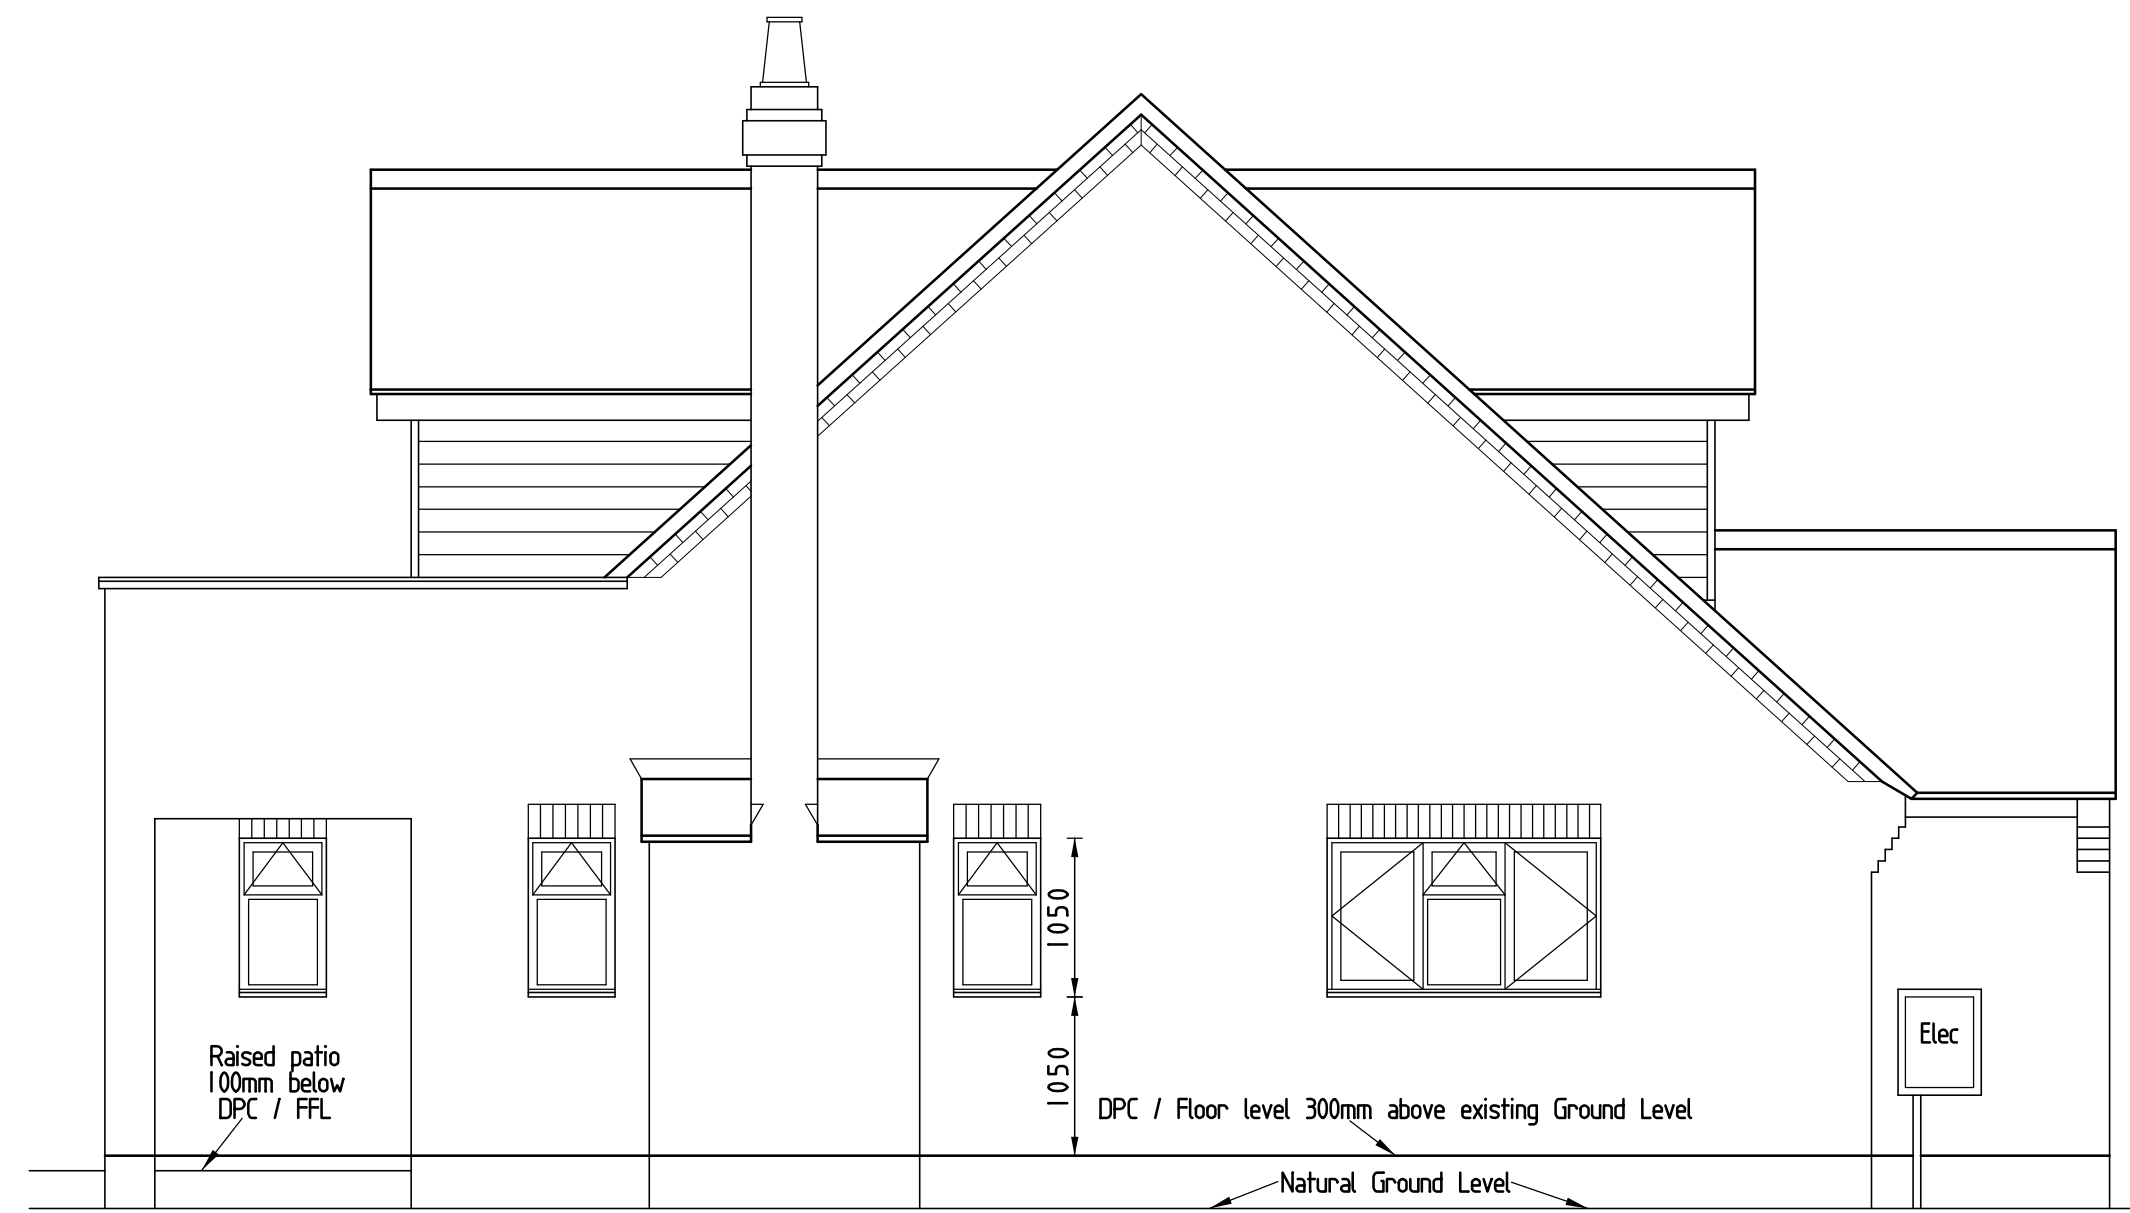 1050
Elec
Raised patio
100mm below
DPC / FFL
1050
DPC / Floor level 300mm above existing Ground Level
Natural Ground Level